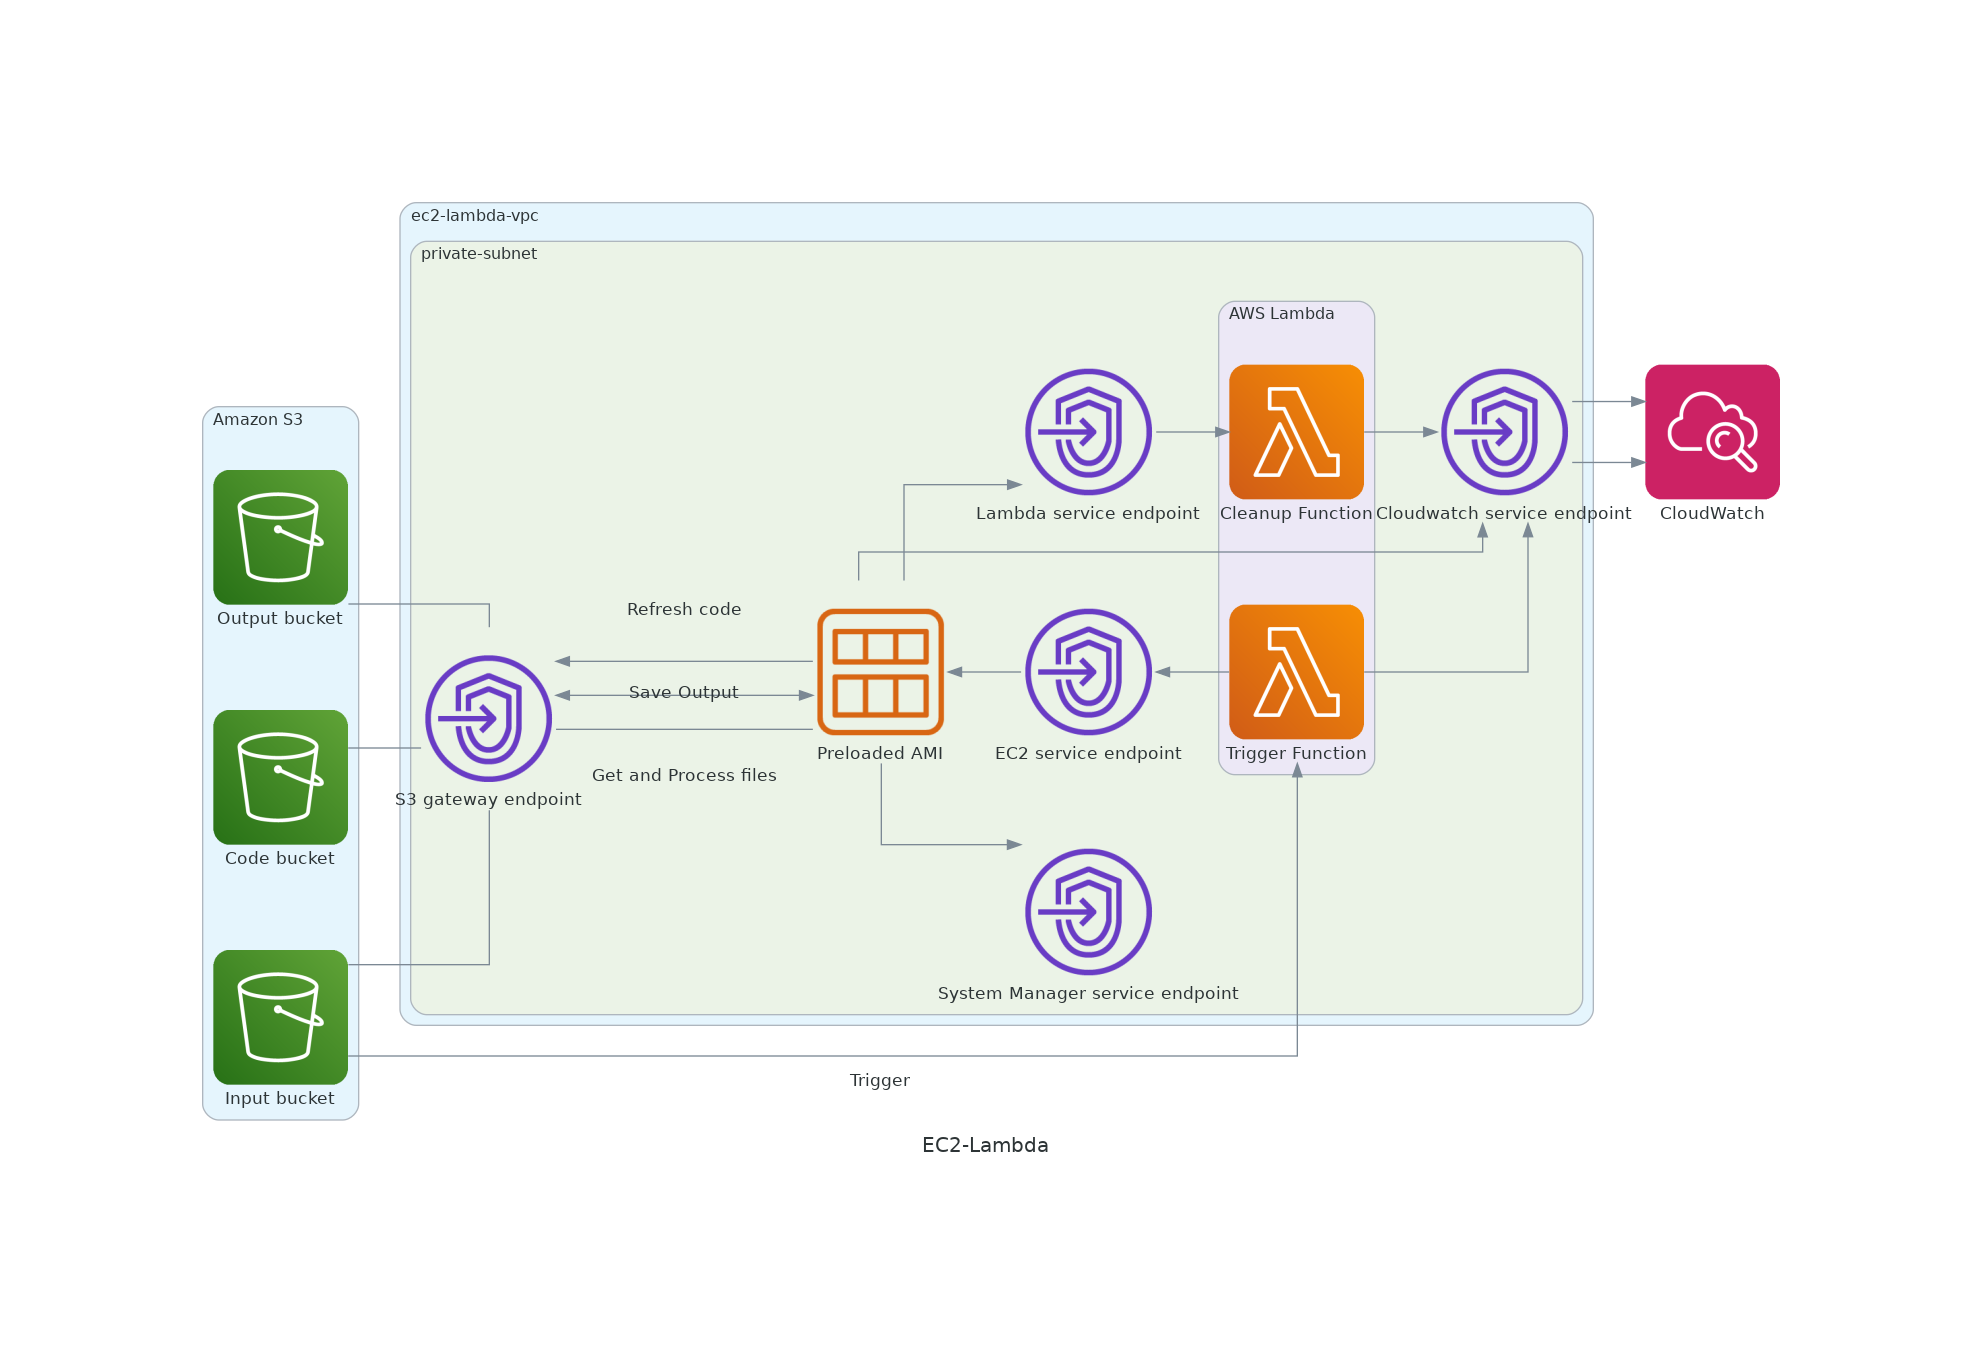 ec2-lambda-vpc
private-subnet
AWS Lambda
Amazon S3
Lambda service endpoint
Cleanup Function
Cloudwatch service endpoint
CloudWatch
Output bucket
Refresh code
Save Output
Preloaded AMI
EC2 service endpoint
Trigger Function
Get and Process files
S3 gateway endpoint
Code bucket
System Manager service endpoint
Trigger
Input bucket
EC2-Lambda